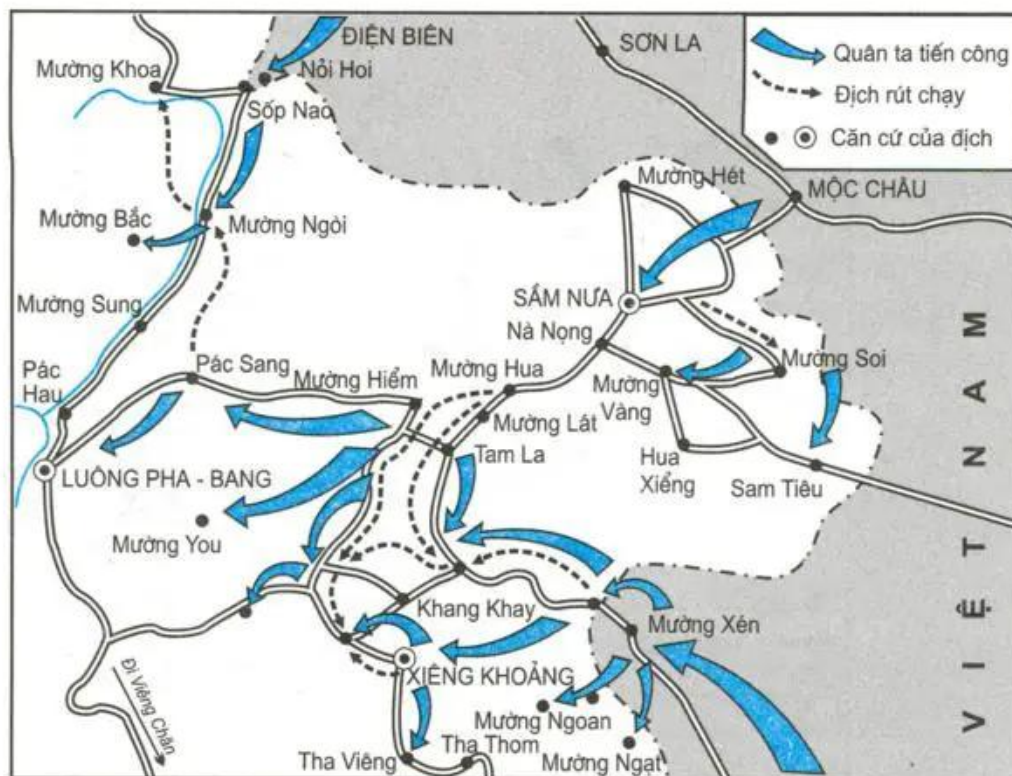 ĐIỆN BIÊN
SƠN LA
Quân ta tiến công
Địch rút chạy
Căn cứ của địch
Mường Khoa
Nỏi Hoi
Sốp Nao
Mường Hét
MỘC CHÂU
Mường Bắc
Mường Ngòi
SẦM NƯA
Mường Sung
Nà Nọng
Pác Hau
Pác Sang
Mường Hiểm
Mường Hua
Mường Soi
Mường Vàng
Mường Lát
Tam La
Hua Xiểng
Sam Tiêu
LUÔNG PHA - BANG
Mường You
Khang Khay
Mường Xén
XIÊNG KHOẢNG
Mường Ngoan
Mường Ngạt
Tha Viêng
Tha Thom
Đi Viêng Chăn
VIỆT NAM